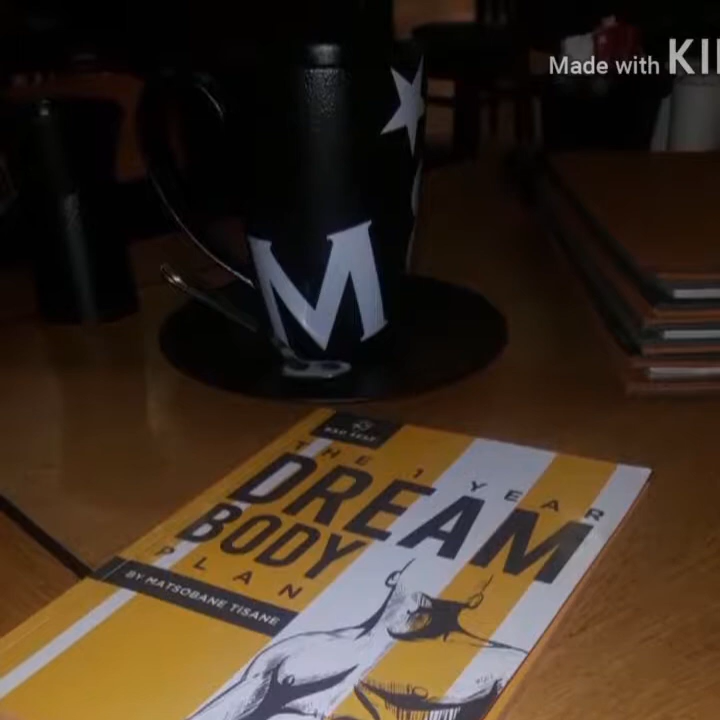 Made with KI
M
THE 1 YEAR
DREAM
BODY
PLAN
BY MATSOBANE TISANE